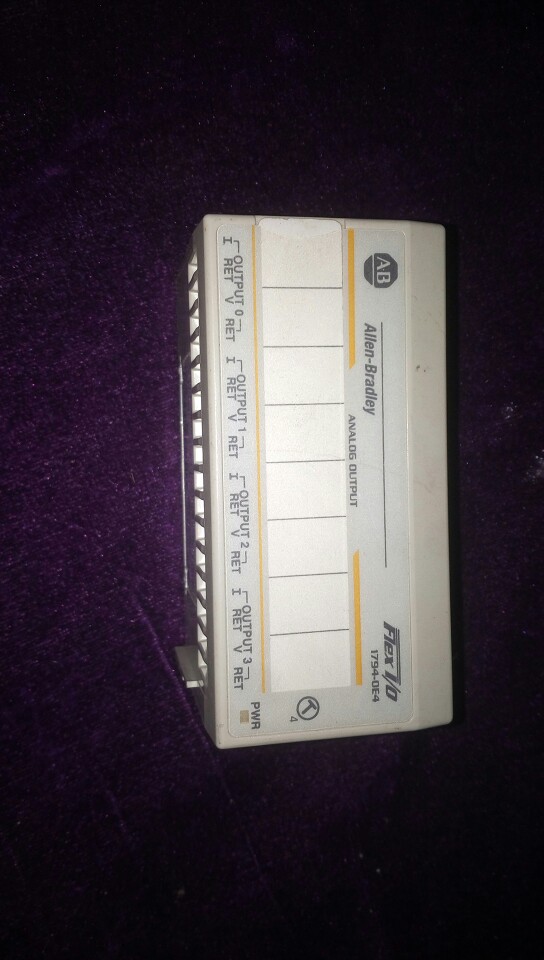 AB
Allen-Bradley
Flex I/O
1794-OE4
ANALOG OUTPUT
4
OUTPUT 0
OUTPUT 1
OUTPUT 2
OUTPUT 3
PWR
I RET V RET I RET V RET I RET V RET I RET V RET